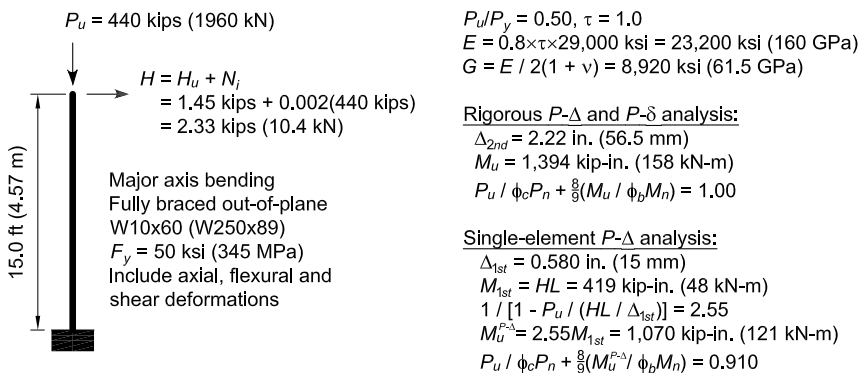 P_u = 440 kips (1960 kN)
H = H_u + N_i
= 1.45 kips + 0.002(440 kips)
= 2.33 kips (10.4 kN)
15.0 ft (4.57 m)
Major axis bending
Fully braced out-of-plane
W10x60 (W250x89)
F_y = 50 ksi (345 MPa)
Include axial, flexural and
shear deformations
P_u/P_y = 0.50, τ = 1.0
E = 0.8×τ×29,000 ksi = 23,200 ksi (160 GPa)
G = E / 2(1 + ν) = 8,920 ksi (61.5 GPa)
Rigorous P-Δ and P-δ analysis:
Δ_2nd = 2.22 in. (56.5 mm)
M_u = 1,394 kip-in. (158 kN-m)
P_u / ϕ_cP_n + 8/9(M_u / ϕ_bM_n) = 1.00
Single-element P-Δ analysis:
Δ_1st = 0.580 in. (15 mm)
M_1st = HL = 419 kip-in. (48 kN-m)
1 / [1 - P_u / (HL / Δ_1st)] = 2.55
M_u^P-Δ = 2.55M_1st = 1,070 kip-in. (121 kN-m)
P_u / ϕ_cP_n + 8/9(M_u^P-Δ / ϕ_bM_n) = 0.910